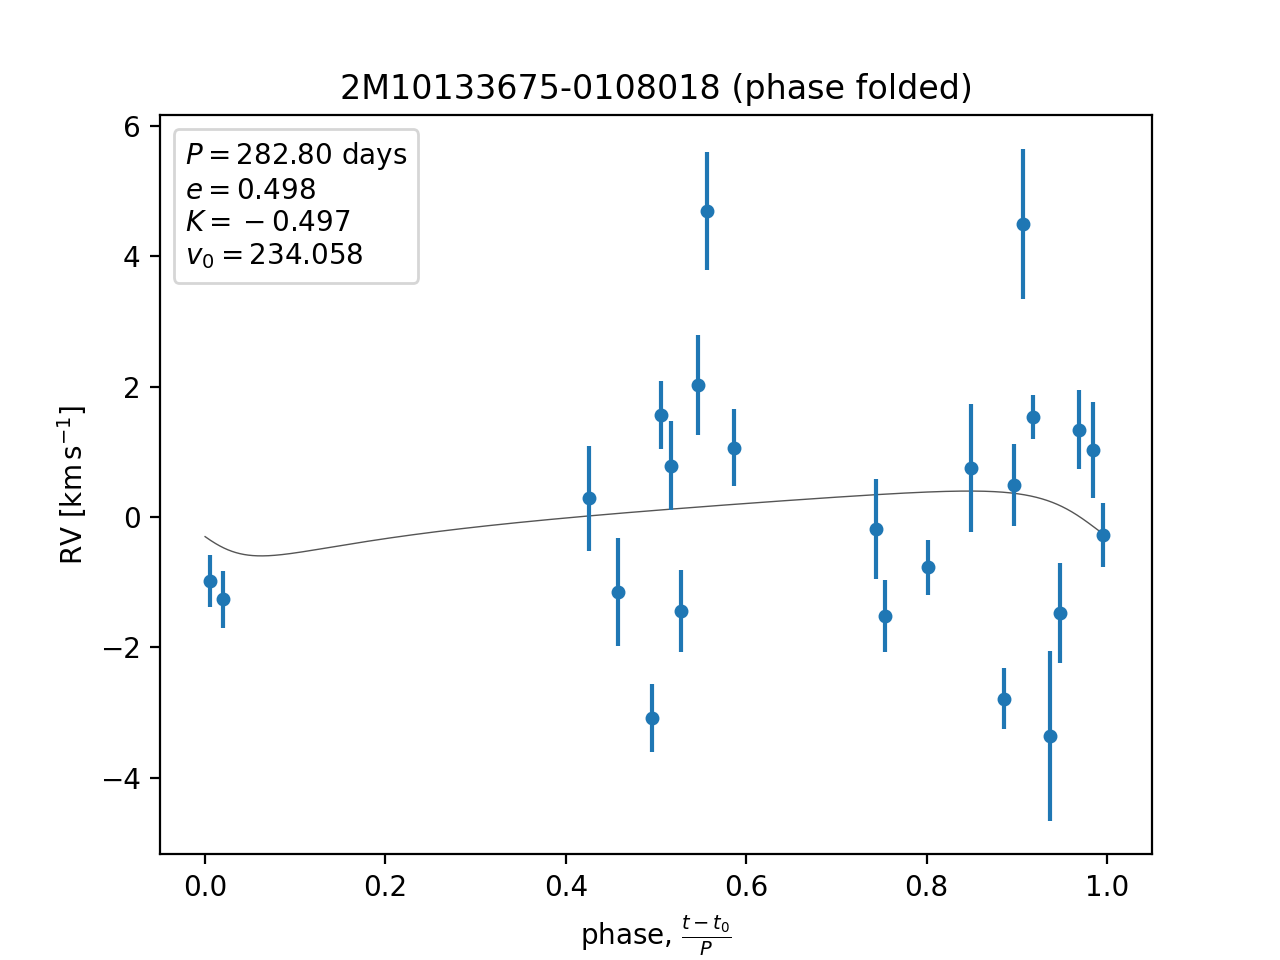 2M10133675-0108018 (phase folded)
P = 282.80 days
e = 0.498
K = −0.497
v₀ = 234.058
RV [km s⁻¹]
6
4
2
0
−2
−4
0.0 0.2 0.4 0.6 0.8 1.0
phase, (t − t₀)/P